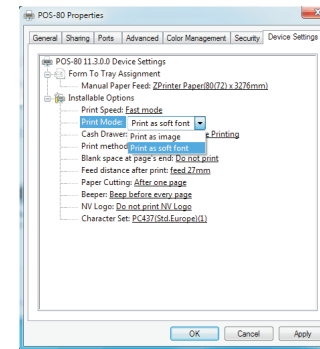 POS-80 Properties
General Sharing Ports Advanced Color Management Security Device Settings
POS-80 11.3.0.0 Device Settings
Form To Tray Assignment
Manual Paper Feed: ZPrinter Paper(80(72) x 3276mm)
Installable Options
Print Speed: Fast mode
Print Mode: Print as soft font
Cash Drawer: Print as image Printing
Print method Print as soft font
Blank space at page's end: Do not print
Feed distance after print: feed 27mm
Paper Cutting: After one page
Beeper: Beep before every page
NV Logo: Do not print NV Logo
Character Set: PC437(Std.Europe)(1)
OK Cancel Apply